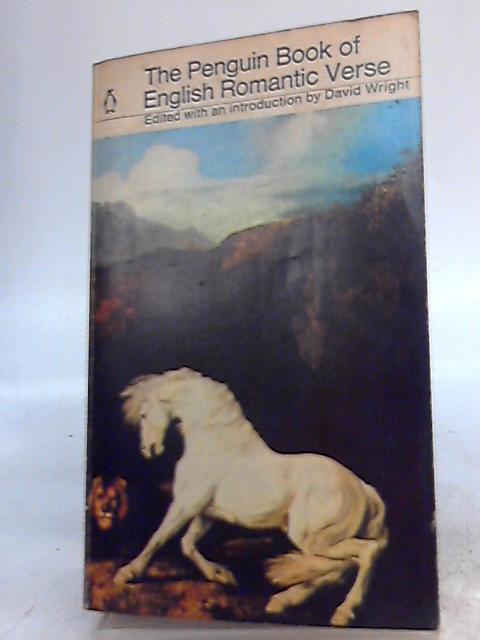 The Penguin Book of
English Romantic Verse
Edited with an introduction by David Wright